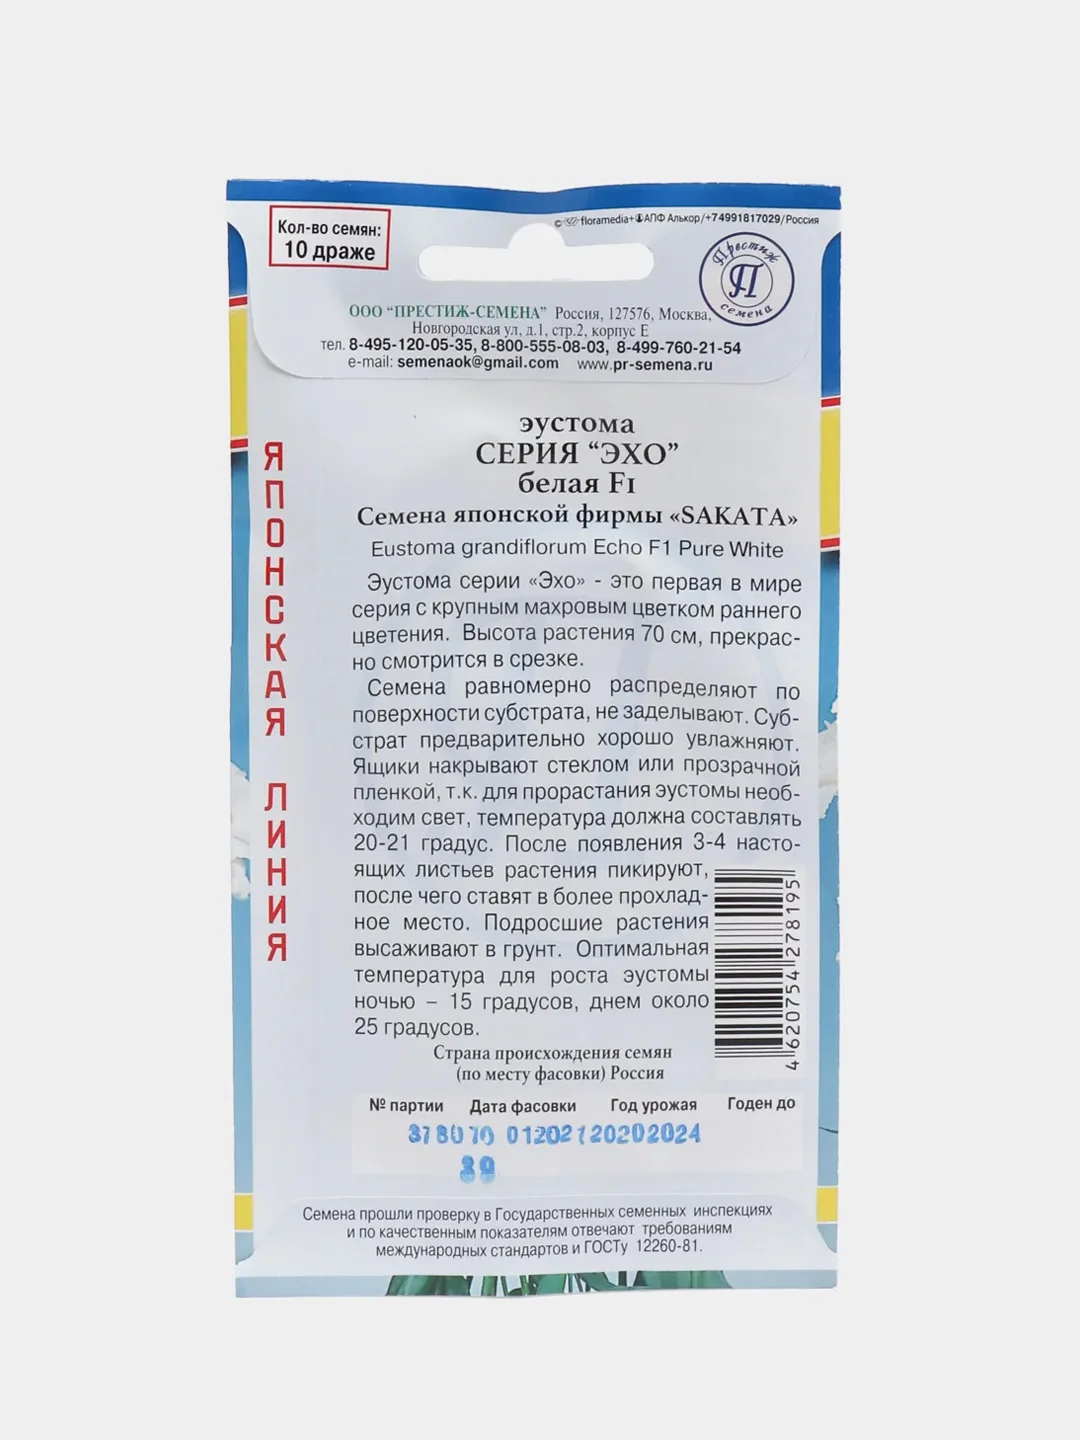 Кол-во семян:
10 драже
© floramedia+ АПФ Алькор/+74991817029/Россия
Престиж
П
семена
ООО “ПРЕСТИЖ-СЕМЕНА” Россия, 127576, Москва,
Новгородская ул, д.1, стр.2, корпус Е
тел. 8-495-120-05-35, 8-800-555-08-03, 8-499-760-21-54
e-mail: semenaok@gmail.com www.pr-semena.ru
ЯПОНСКАЯ ЛИНИЯ
эустома
СЕРИЯ “ЭХО”
белая F1
Семена японской фирмы «SAKATA»
Eustoma grandiflorum Echo F1 Pure White
Эустома серии «Эхо» - это первая в мире
серия с крупным махровым цветком раннего
цветения. Высота растения 70 см, прекрас-
но смотрится в срезке.
Семена равномерно распределяют по
поверхности субстрата, не заделывают. Суб-
страт предварительно хорошо увлажняют.
Ящики накрывают стеклом или прозрачной
пленкой, т.к. для прорастания эустомы необ-
ходим свет, температура должна составлять
20-21 градус. После появления 3-4 насто-
ящих листьев растения пикируют,
после чего ставят в более прохлад-
ное место. Подросшие растения
высаживают в грунт. Оптимальная
температура для роста эустомы
ночью – 15 градусов, днем около
25 градусов.
4 620754 278195
Страна происхождения семян
(по месту фасовки) Россия
№ партии Дата фасовки Год урожая Годен до
378070 012021 2020 2024
39
Семена прошли проверку в Государственных семенных инспекциях
и по качественным показателям отвечают требованиям
международных стандартов и ГОСТу 12260-81.